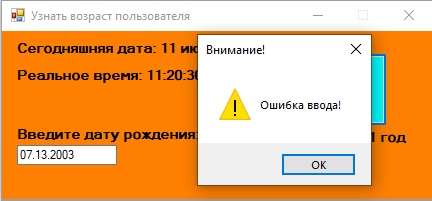 Узнать возраст пользователя
Сегодняшняя дата: 11
Реальное время: 11:20:30
Внимание!
Ошибка ввода!
OK
Введите дату рождения:
1 год
07.13.2003